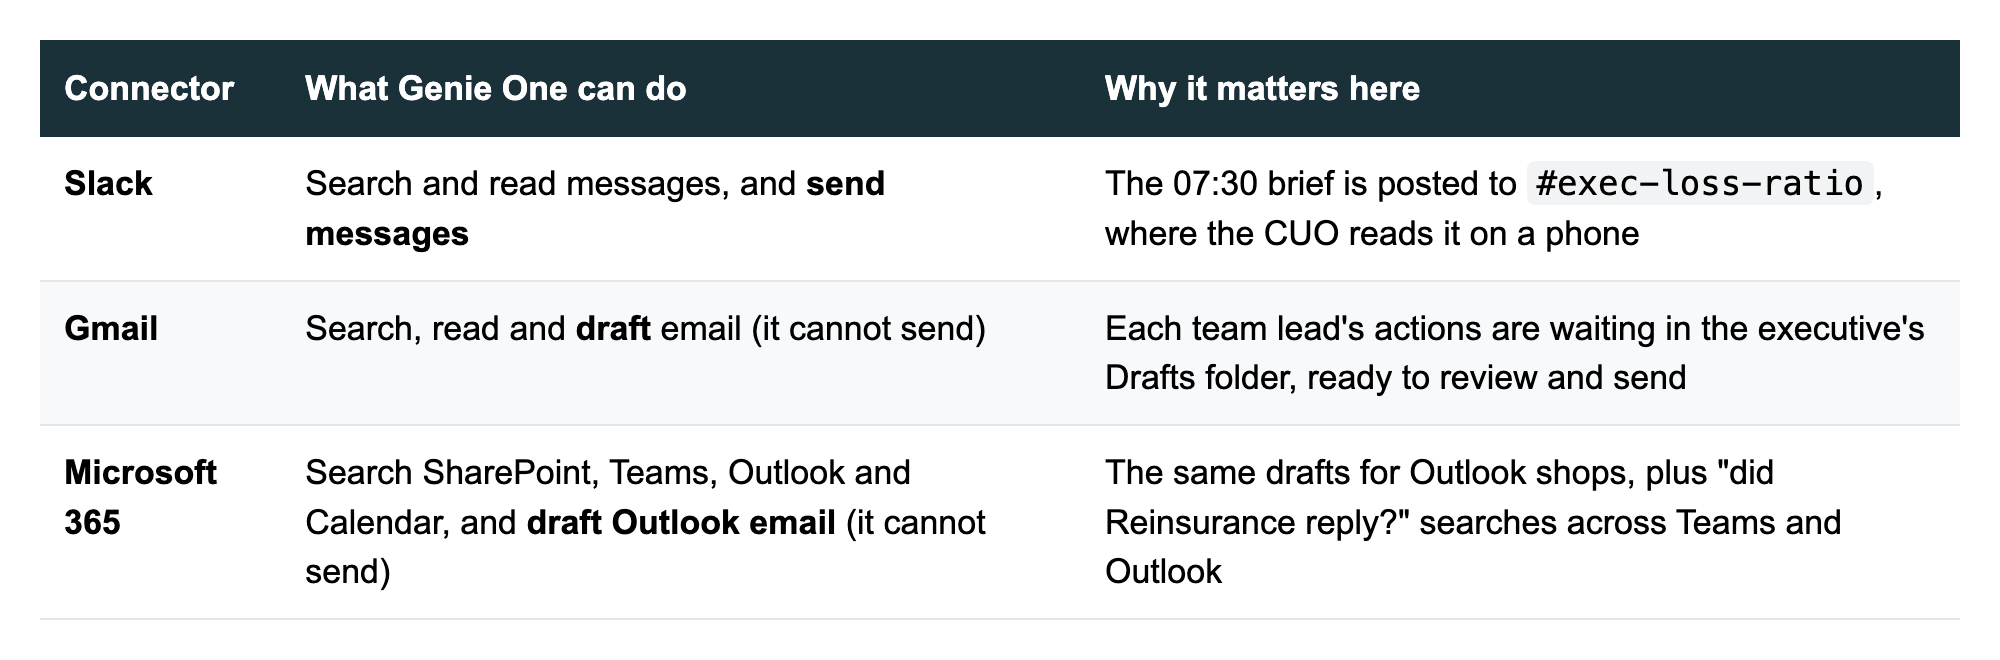 Connector What Genie One can do Why it matters here
Slack Search and read messages, and send The 07:30 brief is posted to #exec-loss-ratio,
messages where the CUO reads it on a phone
Gmail Search, read and draft email (it cannot send) Each team lead's actions are waiting in the executive's
Drafts folder, ready to review and send
Microsoft Search SharePoint, Teams, Outlook and The same drafts for Outlook shops, plus "did
365 Calendar, and draft Outlook email (it cannot Reinsurance reply?" searches across Teams and
send) Outlook